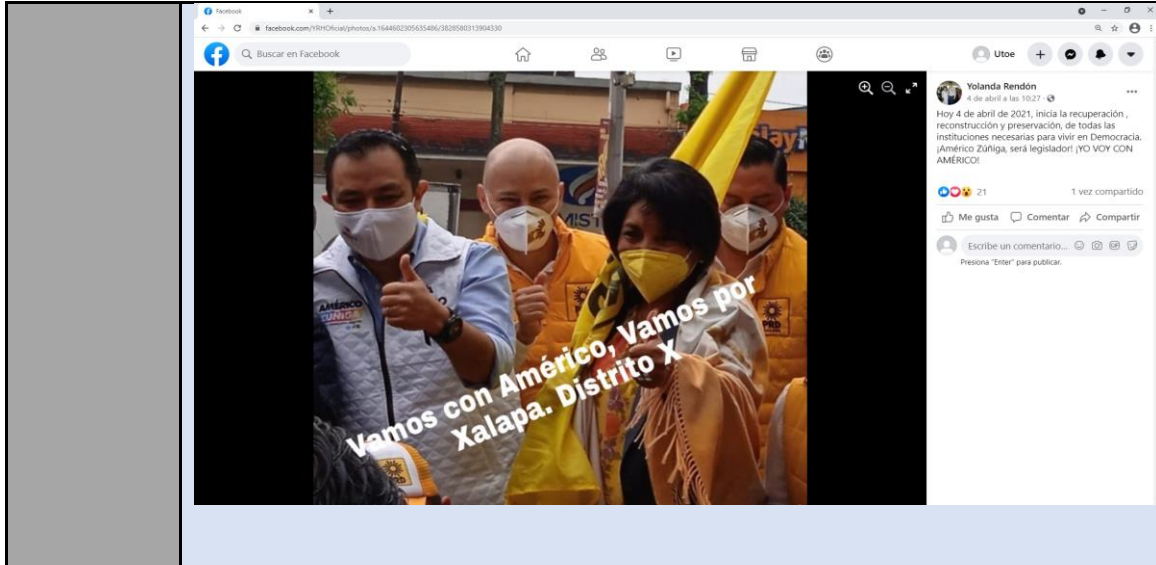 Facebook
facebook.com/YRHOficial/photos/a.1644602305635486/3828580313904330
Buscar en Facebook
Utoe
Yolanda Rendón
4 de abril a las 10:27
Hoy 4 de abril de 2021, inicia la recuperación ,
reconstrucción y preservación, de todas las
instituciones necesarias para vivir en Democracia.
¡Américo Zúñiga, será legislador! ¡YO VOY CON
AMÉRICO!
21
1 vez compartido
Me gusta
Comentar
Compartir
Escribe un comentario...
GIF
Presiona "Enter" para publicar.
AMÉRICO
ZÚÑIGA
PRD
Vamos con Américo, Vamos por
Xalapa. Distrito X
PRD